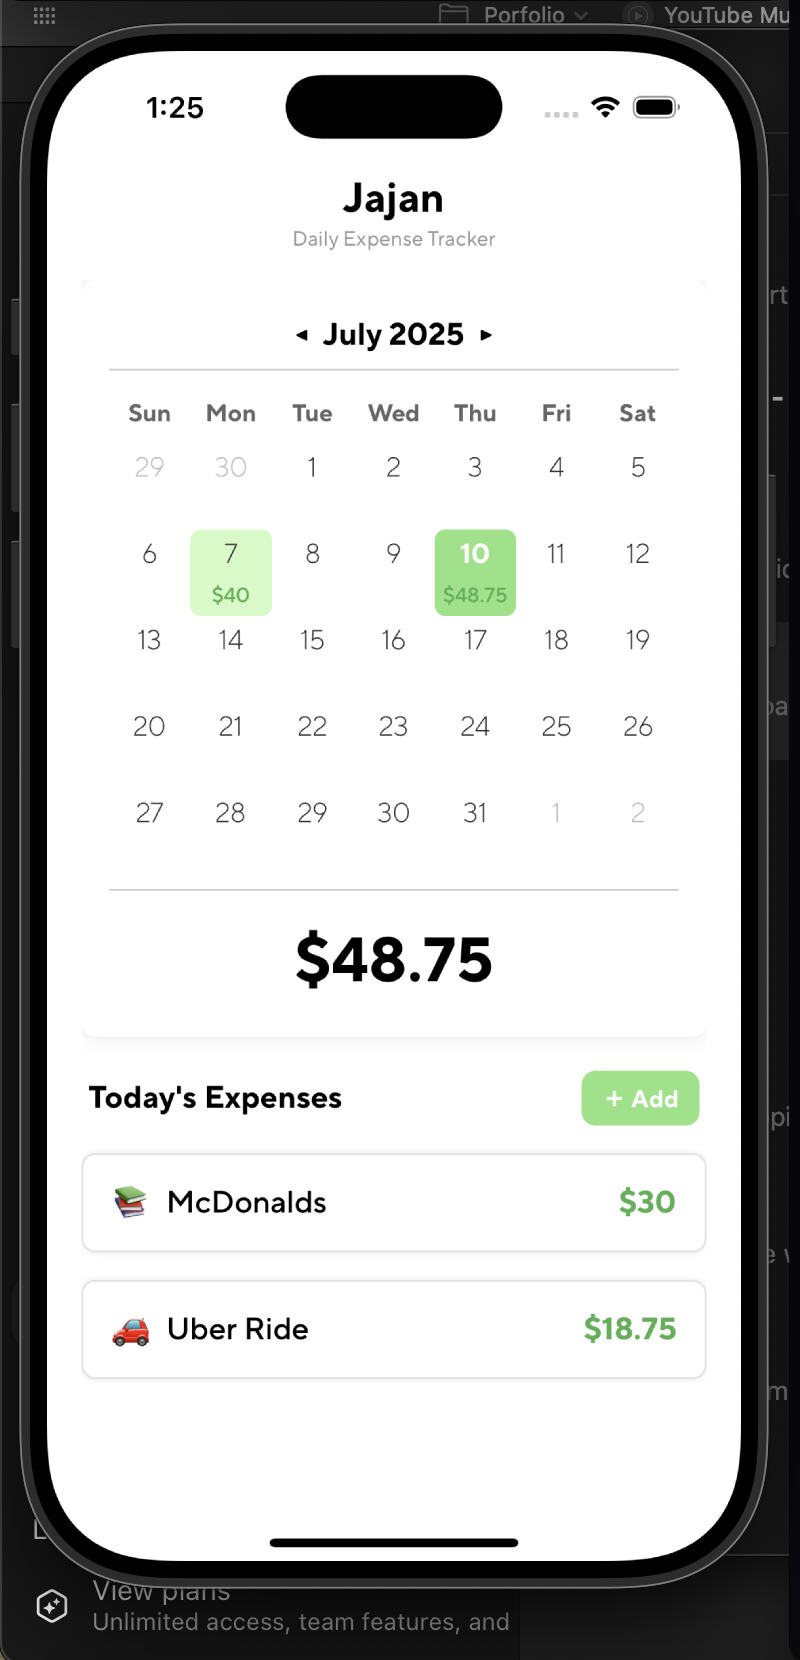 Porfolio
YouTube Mu
1:25
Jajan
Daily Expense Tracker
◂ July 2025 ▸
Sun Mon Tue Wed Thu Fri Sat
29 30 1 2 3 4 5
6 7 8 9 10 11 12
$40 $48.75
13 14 15 16 17 18 19
20 21 22 23 24 25 26
27 28 29 30 31 1 2
$48.75
Today's Expenses
+ Add
McDonalds $30
Uber Ride $18.75
View plans
Unlimited access, team features, and